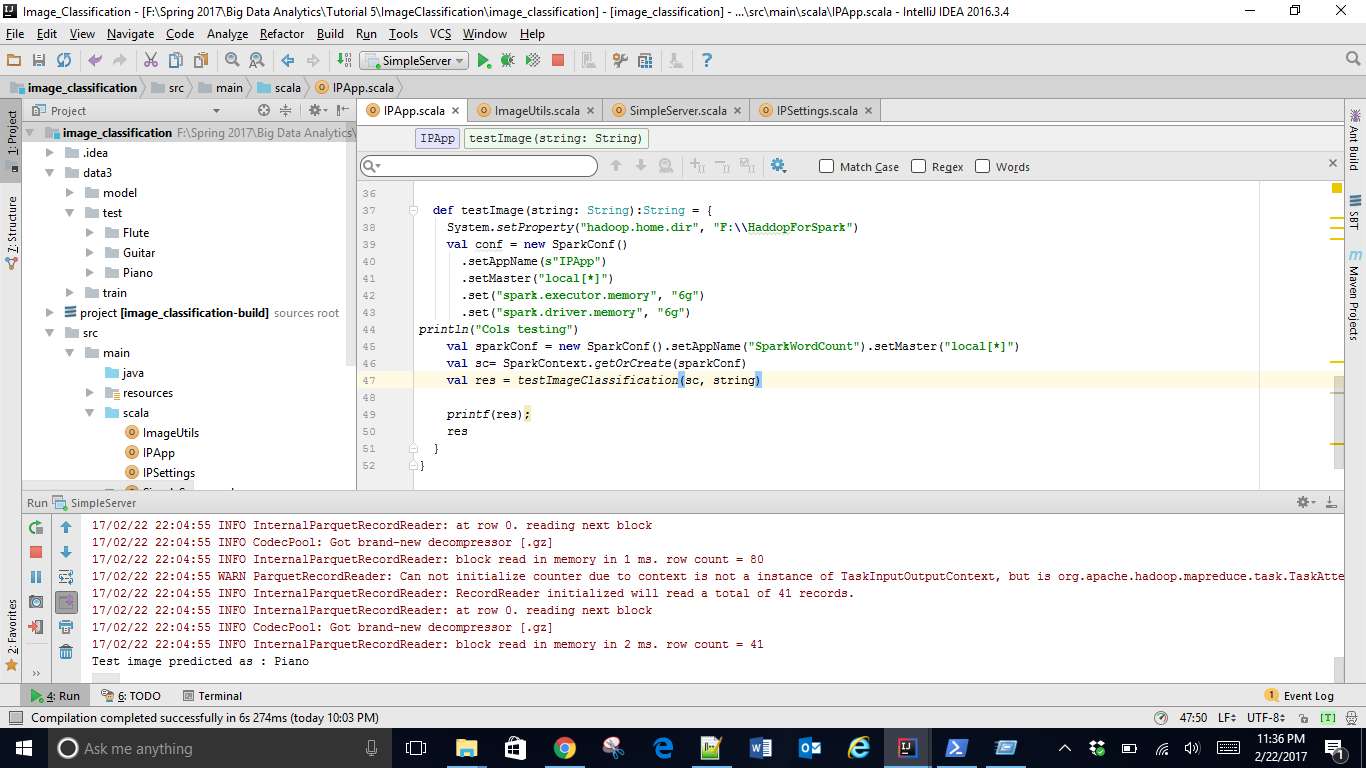 Image_Classification - [F:\Spring 2017\Big Data Analytics\Tutorial 5\ImageClassification\image_classification] - [image_classification] - ...\src\main\scala\IPApp.scala - IntelliJ IDEA 2016.3.4
File Edit View Navigate Code Analyze Refactor Build Run Tools VCS Window Help
SimpleServer
image_classification src main scala IPApp.scala
Project
IPApp.scala ImageUtils.scala SimpleServer.scala IPSettings.scala
IPApp testImage(string: String)
Match Case Regex Words
1: Project
7: Structure
2: Favorites
image_classification F:\Spring 2017\Big Data Analytics\
.idea
data3
model
test
Flute
Guitar
Piano
train
project [image_classification-build] sources root
src
main
java
resources
scala
ImageUtils
IPApp
IPSettings
36
37 def testImage(string: String):String = {
38 System.setProperty("hadoop.home.dir", "F:\\HaddopForSpark")
39 val conf = new SparkConf()
40 .setAppName(s"IPApp")
41 .setMaster("local[*]")
42 .set("spark.executor.memory", "6g")
43 .set("spark.driver.memory", "6g")
44 println("Cols testing")
45 val sparkConf = new SparkConf().setAppName("SparkWordCount").setMaster("local[*]")
46 val sc= SparkContext.getOrCreate(sparkConf)
47 val res = testImageClassification(sc, string)
48
49 printf(res);
50 res
51 }
52 }
Ant Build
SBT
Maven Projects
Run SimpleServer
17/02/22 22:04:55 INFO InternalParquetRecordReader: at row 0. reading next block
17/02/22 22:04:55 INFO CodecPool: Got brand-new decompressor [.gz]
17/02/22 22:04:55 INFO InternalParquetRecordReader: block read in memory in 1 ms. row count = 80
17/02/22 22:04:55 WARN ParquetRecordReader: Can not initialize counter due to context is not a instance of TaskInputOutputContext, but is org.apache.hadoop.mapreduce.task.TaskAtte
17/02/22 22:04:55 INFO InternalParquetRecordReader: RecordReader initialized will read a total of 41 records.
17/02/22 22:04:55 INFO InternalParquetRecordReader: at row 0. reading next block
17/02/22 22:04:55 INFO CodecPool: Got brand-new decompressor [.gz]
17/02/22 22:04:55 INFO InternalParquetRecordReader: block read in memory in 2 ms. row count = 41
Test image predicted as : Piano
4: Run 6: TODO Terminal 1 Event Log
Compilation completed successfully in 6s 274ms (today 10:03 PM) 47:50 LF UTF-8 [T]
Ask me anything
11:36 PM
2/22/2017
1